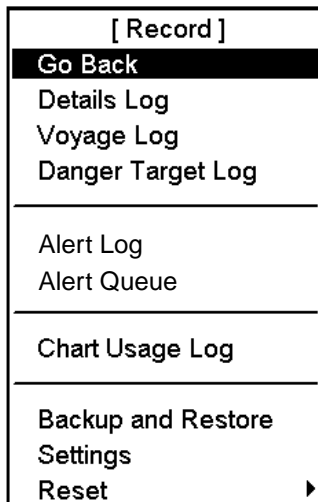 [ Record ]
Go Back
Details Log
Voyage Log
Danger Target Log
Alert Log
Alert Queue
Chart Usage Log
Backup and Restore
Settings
Reset